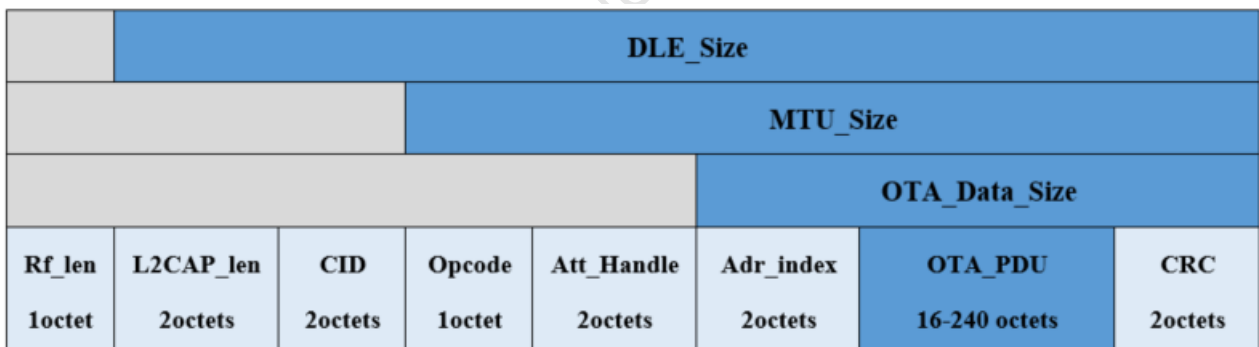 DLE_Size
MTU_Size
OTA_Data_Size
Rf_len L2CAP_len CID Opcode Att_Handle Adr_index OTA_PDU CRC
1octet 2octets 2octets 1octet 2octets 2octets 16-240 octets 2octets